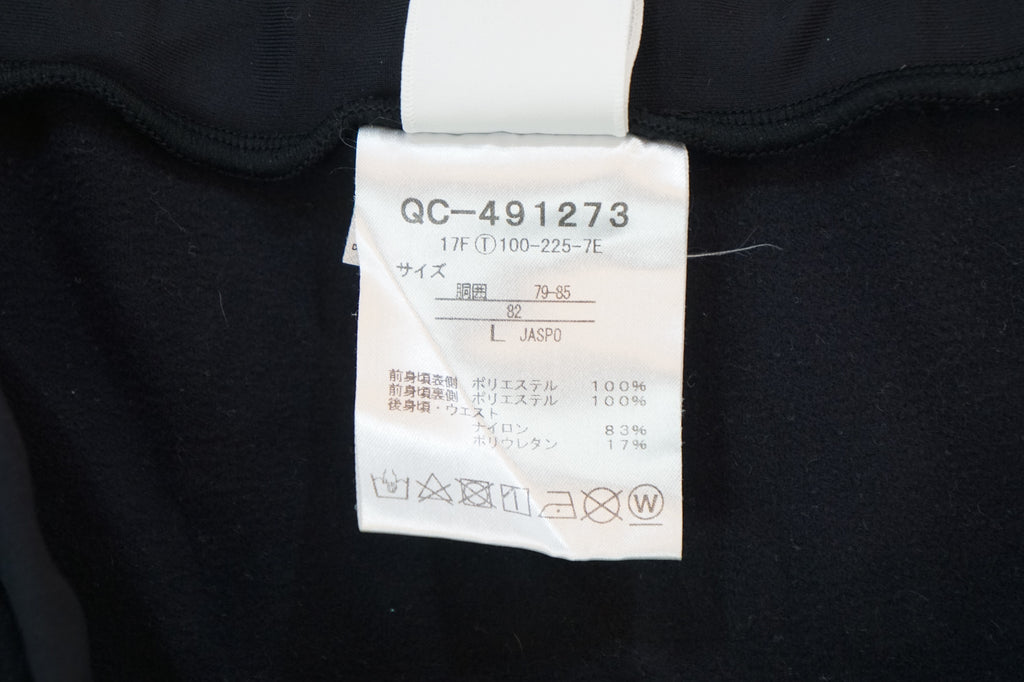 QC-491273
17F Ⓣ 100-225-7E
サイズ
胴囲 79-85
82
L JASPO
前身頃表側 ポリエステル 100%
前身頃裏側 ポリエステル 100%
後身頃・ウエスト
ナイロン 83%
ポリウレタン 17%
W